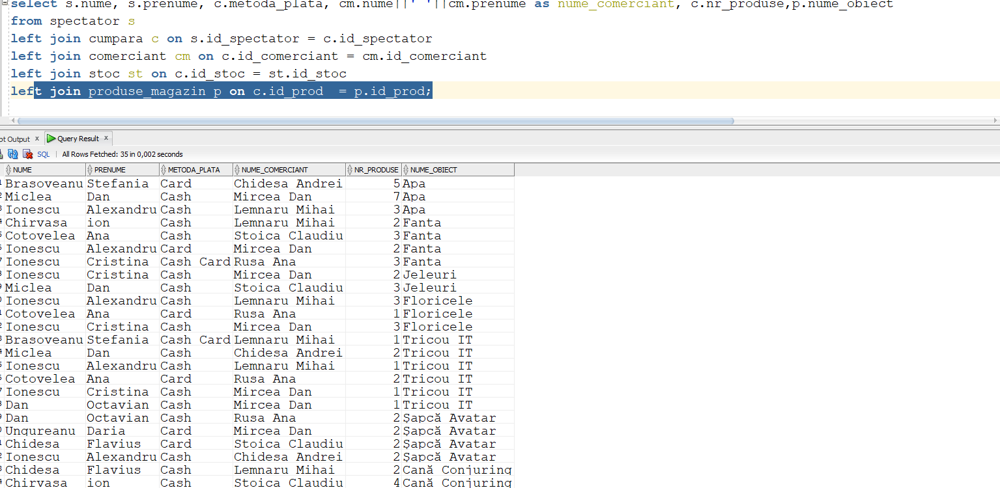 select s.nume, s.prenume, c.metoda_plata, cm.nume||' '||cm.prenume as nume_comerciant, c.nr_produse,p.nume_obiect
from spectator s
left join cumpara c on s.id_spectator = c.id_spectator
left join comerciant cm on c.id_comerciant = cm.id_comerciant
left join stoc st on c.id_stoc = st.id_stoc
left join produse_magazin p on c.id_prod  = p.id_prod;
Output x Query Result x
SQL | All Rows Fetched: 35 in 0,002 seconds
NUME PRENUME METODA_PLATA NUME_COMERCIANT NR_PRODUSE NUME_OBIECT
Brasoveanu Stefania Card Chidesa Andrei 5 Apa
Miclea Dan Cash Mircea Dan 7 Apa
Ionescu Alexandru Cash Lemnaru Mihai 3 Apa
Chirvasa ion Cash Lemnaru Mihai 2 Fanta
Cotovelea Ana Cash Stoica Claudiu 3 Fanta
Ionescu Alexandru Card Mircea Dan 2 Fanta
Ionescu Cristina Cash Card Rusa Ana 3 Fanta
Ionescu Cristina Cash Mircea Dan 2 Jeleuri
Miclea Dan Cash Stoica Claudiu 3 Jeleuri
Ionescu Alexandru Cash Lemnaru Mihai 3 Floricele
Cotovelea Ana Card Rusa Ana 1 Floricele
Ionescu Cristina Cash Mircea Dan 3 Floricele
Brasoveanu Stefania Cash Card Lemnaru Mihai 1 Tricou IT
Miclea Dan Cash Chidesa Andrei 2 Tricou IT
Ionescu Alexandru Cash Lemnaru Mihai 1 Tricou IT
Cotovelea Ana Card Rusa Ana 2 Tricou IT
Ionescu Cristina Cash Mircea Dan 1 Tricou IT
Dan Octavian Cash Mircea Dan 1 Tricou IT
Dan Octavian Cash Rusa Ana 2 Șapcă Avatar
Ungureanu Daria Card Mircea Dan 2 Șapcă Avatar
Chidesa Flavius Card Stoica Claudiu 2 Șapcă Avatar
Ionescu Alexandru Cash Chidesa Andrei 2 Șapcă Avatar
Chidesa Flavius Cash Lemnaru Mihai 2 Cană Conjuring
Chirvasa ion Cash Stoica Claudiu 4 Cană Conjuring